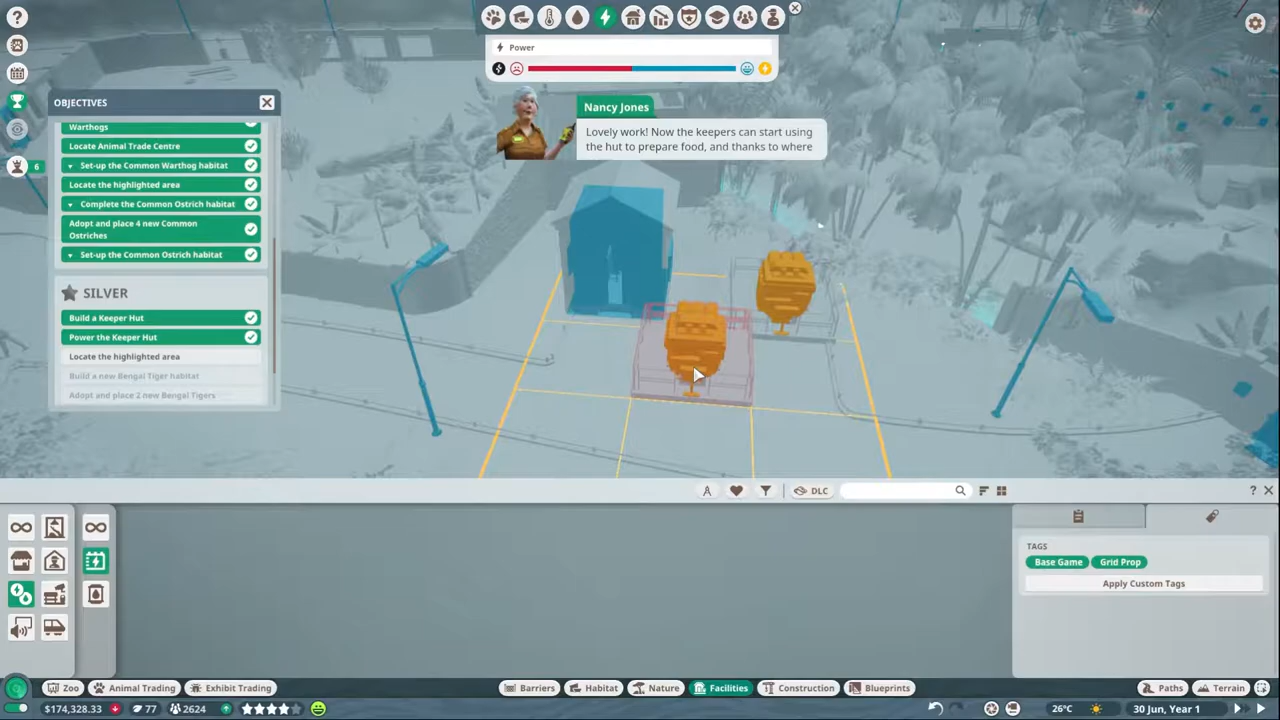 Power
OBJECTIVES
Nancy Jones
Lovely work! Now the keepers can start using
the hut to prepare food, and thanks to where
Warthogs
Locate Animal Trade Centre
Set-up the Common Warthog habitat
6
Locate the highlighted area
Complete the Common Ostrich habitat
Adopt and place 4 new Common
Ostriches
Set-up the Common Ostrich habitat
SILVER
Build a Keeper Hut
Power the Keeper Hut
Locate the highlighted area
Build a new Bengal Tiger habitat
Adopt and place 2 new Bengal Tigers
DLC
TAGS
Base Game Grid Prop
Apply Custom Tags
Zoo Animal Trading Exhibit Trading Barriers Habitat Nature Facilities Construction Blueprints Paths Terrain
$174,328.33 77 2624 26°C 30 Jun, Year 1